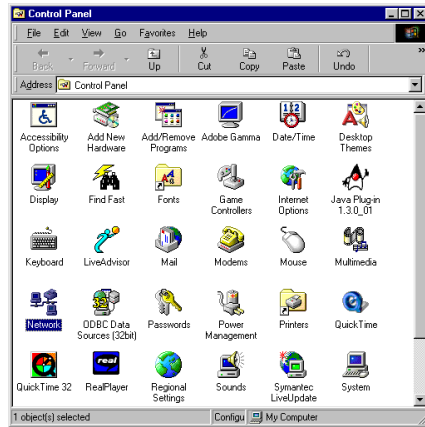 Control Panel
File Edit View Go Favorites Help
Back Forward Up Cut Copy Paste Undo »
Address Control Panel
Accessibility Options
Add New Hardware
Add/Remove Programs
Adobe Gamma
Date/Time
Desktop Themes
Display
Find Fast
Fonts
Game Controllers
Internet Options
Java Plug-in 1.3.0_01
Keyboard
LiveAdvisor
Mail
Modems
Mouse
Multimedia
Network
ODBC Data Sources (32bit)
Passwords
Power Management
Printers
QuickTime
QuickTime 32
RealPlayer
Regional Settings
Sounds
Symantec LiveUpdate
System
1 object(s) selected
Configu
My Computer